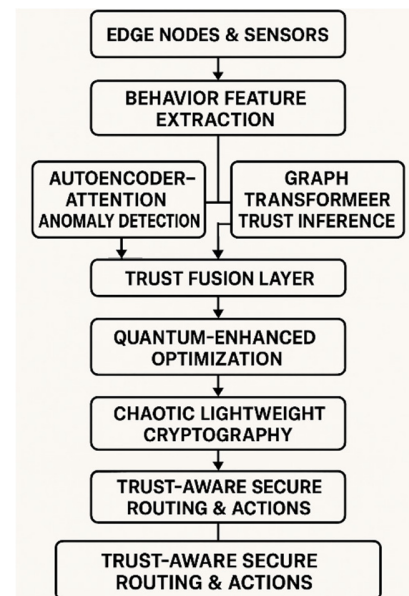 EDGE NODES & SENSORS
BEHAVIOR FEATURE
EXTRACTION
AUTOENCODER–
ATTENTION
ANOMALY DETECTION
GRAPH
TRANSFORMEER
TRUST INFERENCE
TRUST FUSION LAYER
QUANTUM-ENHANCED
OPTIMIZATION
CHAOTIC LIGHTWEIGHT
CRYPTOGRAPHY
TRUST-AWARE SECURE
ROUTING & ACTIONS
TRUST-AWARE SECURE
ROUTING & ACTIONS